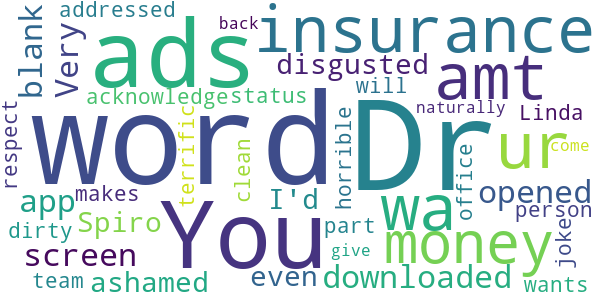 addressed back
blank Very ads insurance
disgusted amt
acknowledge status will naturally
respect word Dr Linda
terrific clean horrible ur come
app makes I'd wa office opened
Spiro You part money person joke
dirty
screen give
team ashamed even downloaded wants